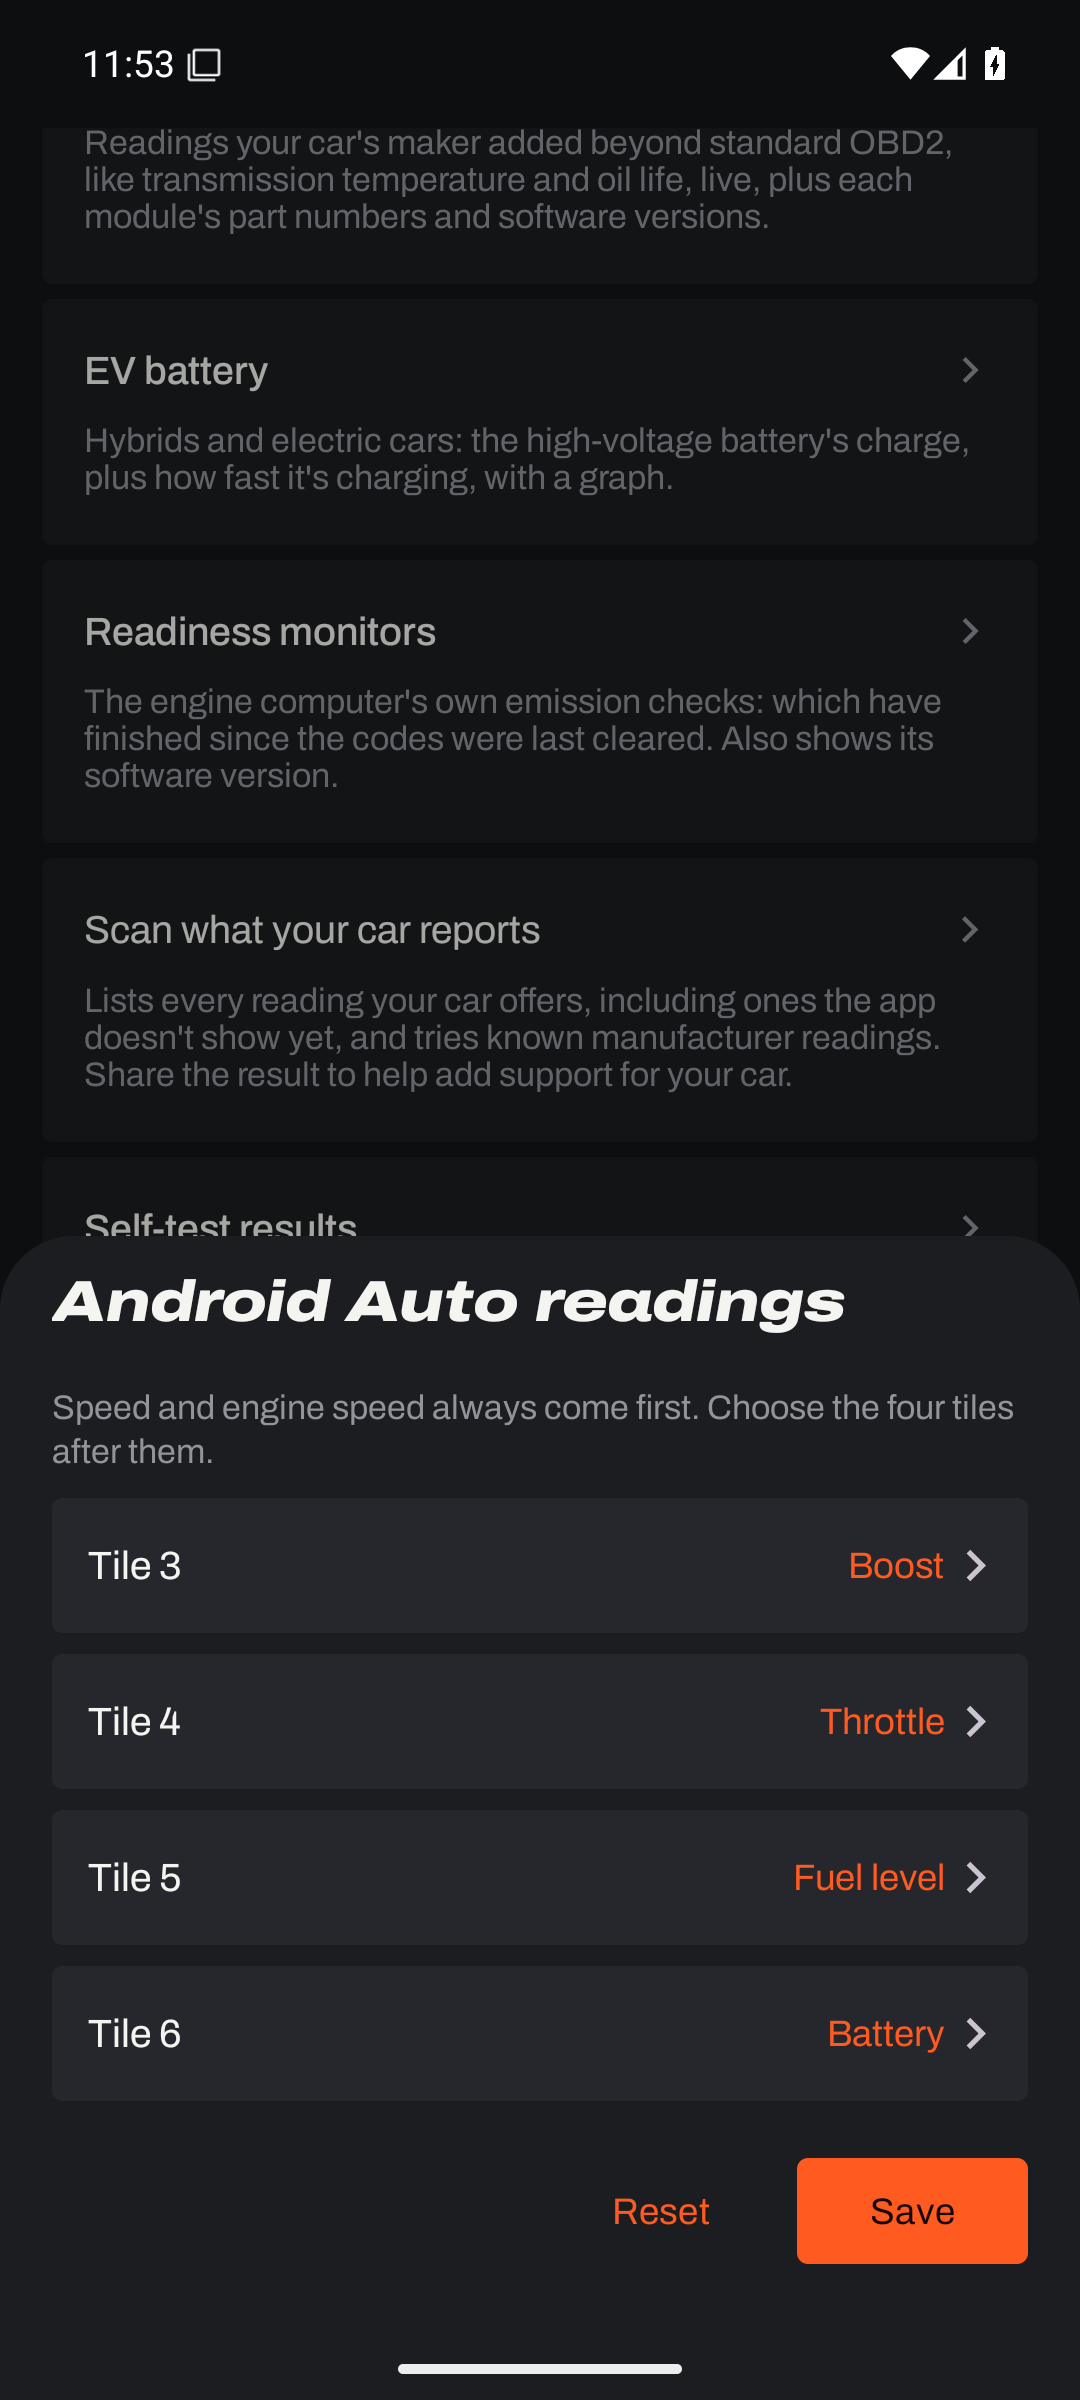 11:53
Readings your car's maker added beyond standard OBD2,
like transmission temperature and oil life, live, plus each
module's part numbers and software versions.
EV battery
Hybrids and electric cars: the high-voltage battery's charge,
plus how fast it's charging, with a graph.
Readiness monitors
The engine computer's own emission checks: which have
finished since the codes were last cleared. Also shows its
software version.
Scan what your car reports
Lists every reading your car offers, including ones the app
doesn't show yet, and tries known manufacturer readings.
Share the result to help add support for your car.
Self-test results
Android Auto readings
Speed and engine speed always come first. Choose the four tiles
after them.
Tile 3 Boost
Tile 4 Throttle
Tile 5 Fuel level
Tile 6 Battery
Reset Save